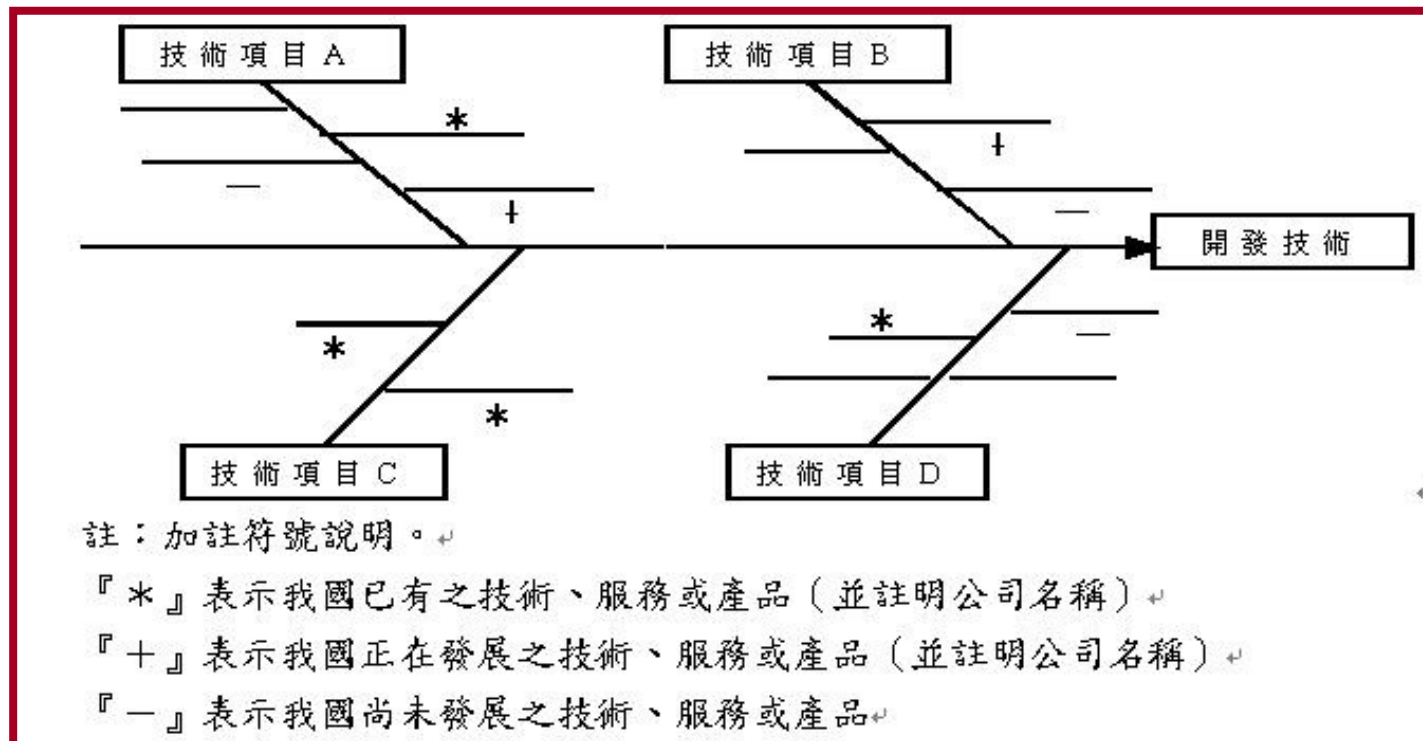 技術項目A
技術項目B
*
+
—
+
—
開發技術
*
*
—
*
技術項目C
技術項目D
註：加註符號說明。
『＊』表示我國已有之技術、服務或產品（並註明公司名稱）
『＋』表示我國正在發展之技術、服務或產品（並註明公司名稱）
『－』表示我國尚未發展之技術、服務或產品